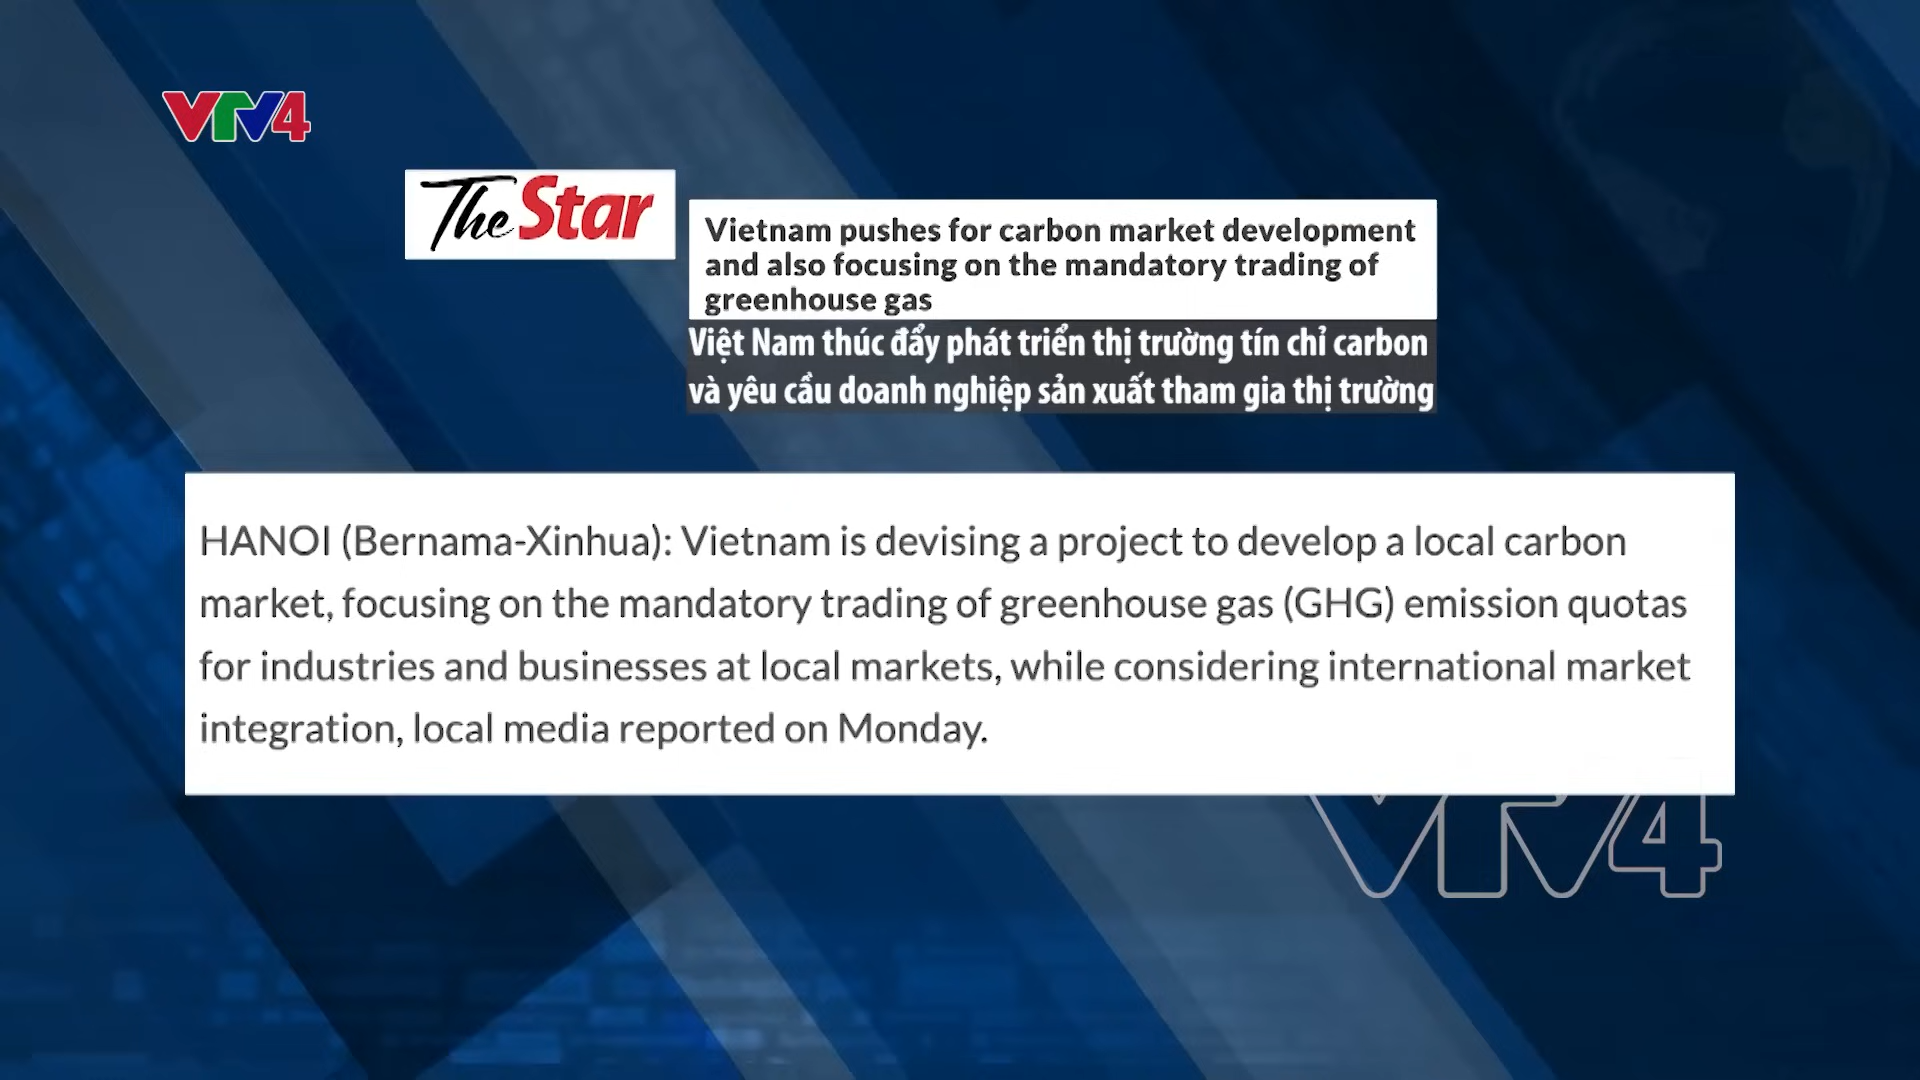 VTV4
The Star
Vietnam pushes for carbon market development
and also focusing on the mandatory trading of
greenhouse gas
Việt Nam thúc đẩy phát triển thị trường tín chỉ carbon
và yêu cầu doanh nghiệp sản xuất tham gia thị trường
HANOI (Bernama-Xinhua): Vietnam is devising a project to develop a local carbon
market, focusing on the mandatory trading of greenhouse gas (GHG) emission quotas
for industries and businesses at local markets, while considering international market
integration, local media reported on Monday.
VTV4